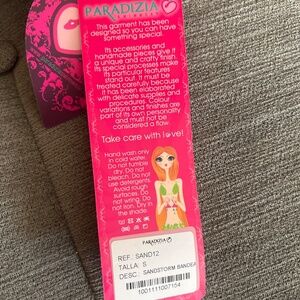 PARADIZIA
This garment has been
designed so you can have
something special.
Its accessories and
handmade pieces give it
a unique and crafty finish.
Its special processes make
its particular features
stand out. It must be
treated carefully because
it has been elaborated
with delicate supplies and
procedures. Colour
variations and finishes are
part of its own personality
and must not be
considered a flaw.
Take care with love!
Hand wash only
in cold water.
Do not tumble
dry. Do not
bleach. Do not
use detergents.
Avoid rough
surfaces. Do
not wring. Do
not iron. Dry in
the shade.
PARADIZIA
REF.: SAND12
TALLA: S
DESC.: SANDSTORM BANDEA
1001111007154